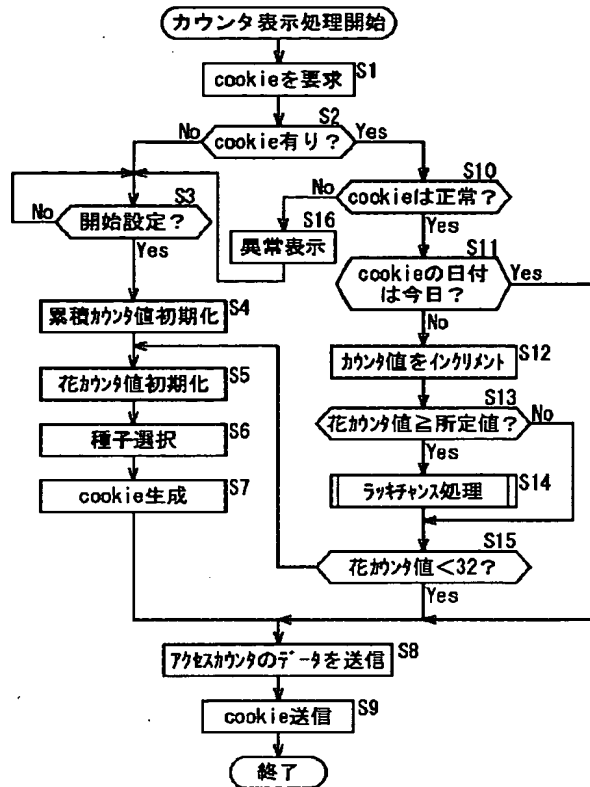 カウンタ表示処理開始
cookieを要求 S1
S2
cookie有り？
No
Yes
S3
開始設定？
No
Yes
S10
cookieは正常？
No
Yes
S16
異常表示
S11
cookieの日付
は今日？
Yes
No
累積カウンタ値初期化 S4
花カウンタ値初期化 S5
種子選択 S6
cookie生成 S7
カウンタ値をインクリメント S12
S13
花カウンタ値≧所定値？
No
Yes
ラッキチャンス処理 S14
S15
花カウンタ値＜32？
Yes
アクセスカウンタのデータを送信 S8
cookie送信 S9
終了